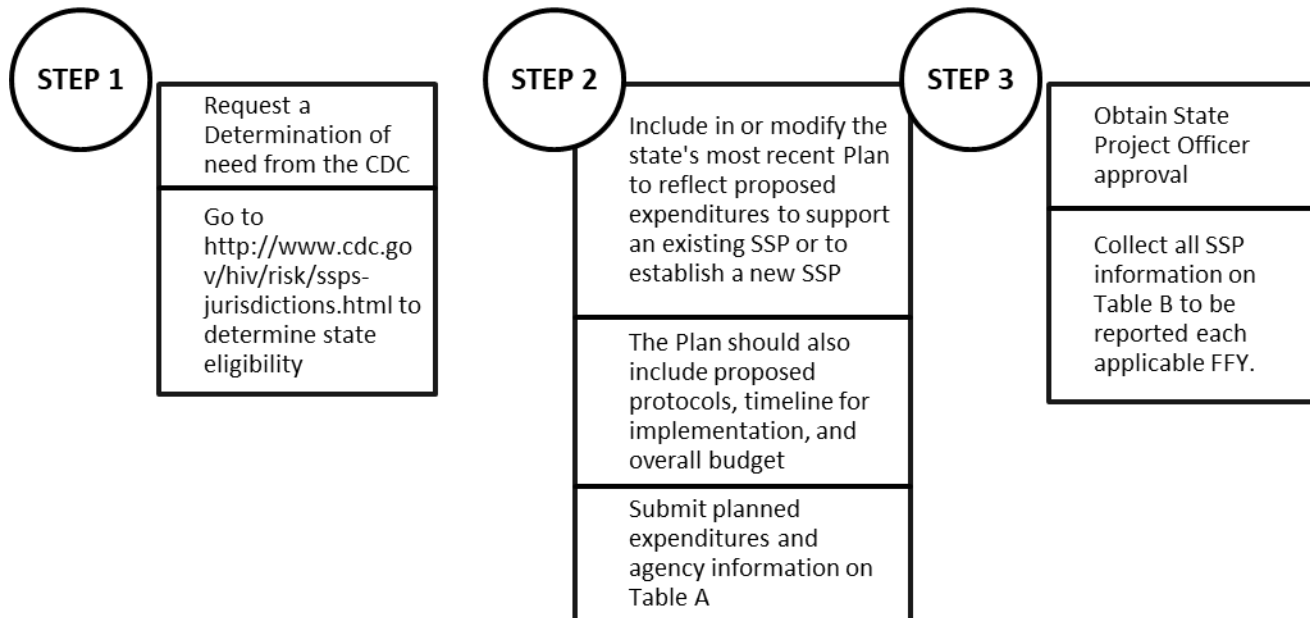 STEP 1
Request a
Determination of
need from the CDC
Go to
http://www.cdc.go
v/hiv/risk/ssps-
jurisdictions.html to
determine state
eligibility
STEP 2
Include in or modify the
state's most recent Plan
to reflect proposed
expenditures to support
an existing SSP or to
establish a new SSP
The Plan should also
include proposed
protocols, timeline for
implementation, and
overall budget
Submit planned
expenditures and
agency information on
Table A
STEP 3
Obtain State
Project Officer
approval
Collect all SSP
information on
Table B to be
reported each
applicable FFY.